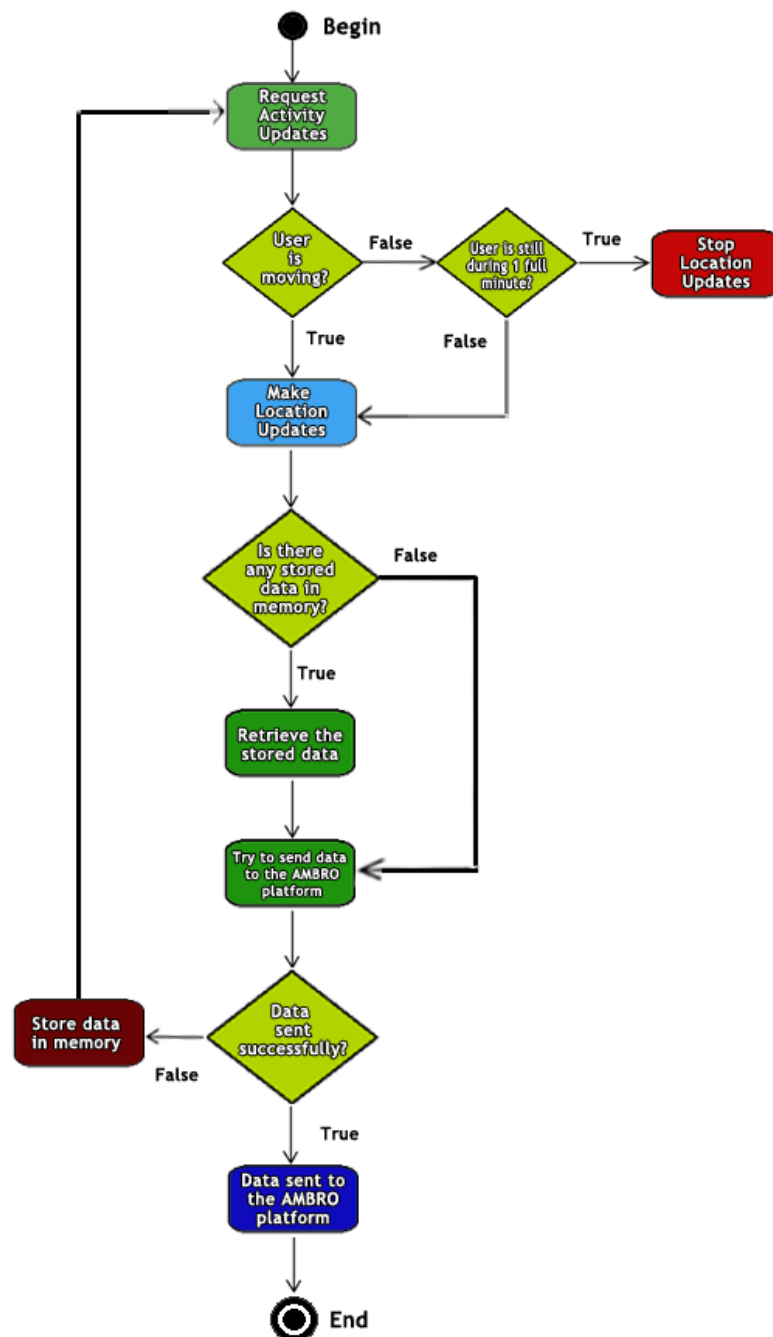 Begin
Request
Activity
Updates
User
is
moving?
False
User is still
during 1 full
minute?
True
Stop
Location
Updates
True
False
Make
Location
Updates
Is there
any stored
data in
memory?
False
True
Retrieve the
stored data
Try to send data
to the AMBRO
platform
Data
sent
successfully?
Store data
in memory
False
True
Data sent to
the AMBRO
platform
End